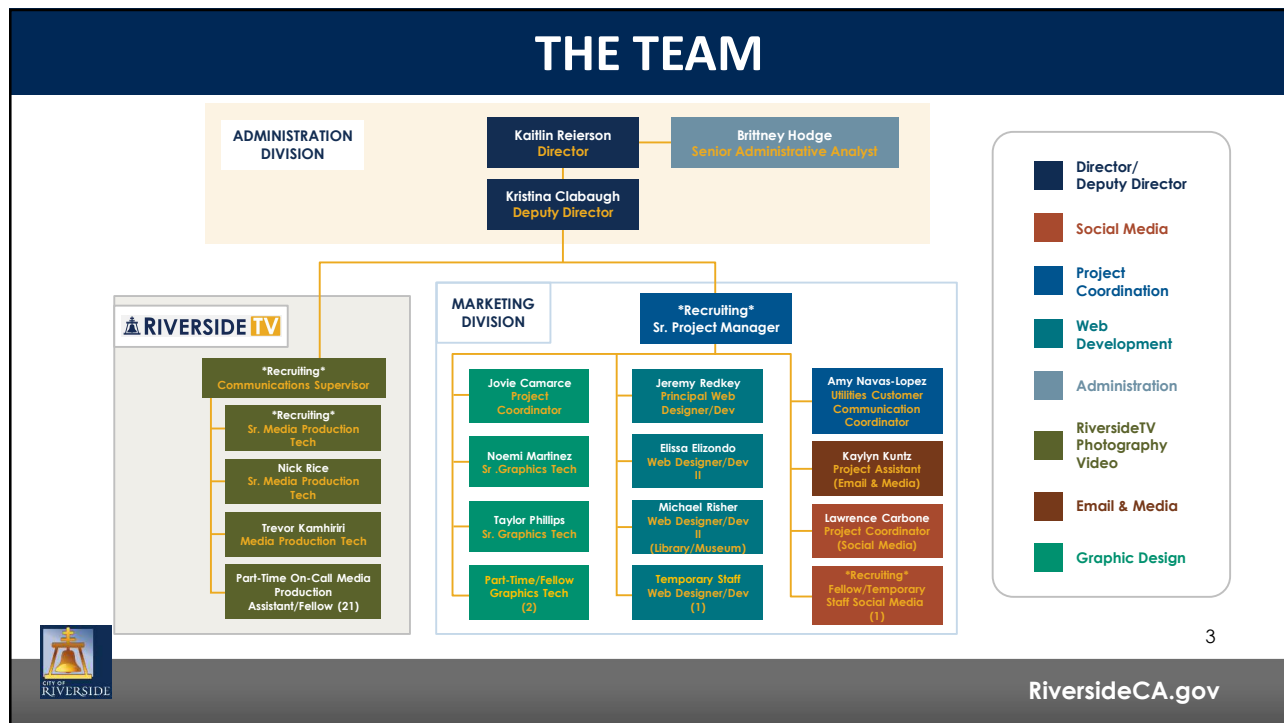 THE TEAM
ADMINISTRATION
DIVISION
Kaitlin Reierson
Director
Brittney Hodge
Senior Administrative Analyst
Kristina Clabaugh
Deputy Director
RIVERSIDE TV
*Recruiting*
Communications Supervisor
*Recruiting*
Sr. Media Production
Tech
Nick Rice
Sr. Media Production
Tech
Trevor Kamhiriri
Media Production Tech
Part-Time On-Call Media
Production
Assistant/Fellow (21)
MARKETING
DIVISION
*Recruiting*
Sr. Project Manager
Jovie Camarce
Project
Coordinator
Noemi Martinez
Sr .Graphics Tech
Taylor Phillips
Sr. Graphics Tech
Part-Time/Fellow
Graphics Tech
(2)
Jeremy Redkey
Principal Web
Designer/Dev
Elissa Elizondo
Web Designer/Dev
II
Michael Risher
Web Designer/Dev
II
(Library/Museum)
Temporary Staff
Web Designer/Dev
(1)
Amy Navas-Lopez
Utilities Customer
Communication
Coordinator
Kaylyn Kuntz
Project Assistant
(Email & Media)
Lawrence Carbone
Project Coordinator
(Social Media)
*Recruiting*
Fellow/Temporary
Staff Social Media
(1)
Director/
Deputy Director
Social Media
Project
Coordination
Web
Development
Administration
RiversideTV
Photography
Video
Email & Media
Graphic Design
3
CITY OF
RIVERSIDE
RiversideCA.gov